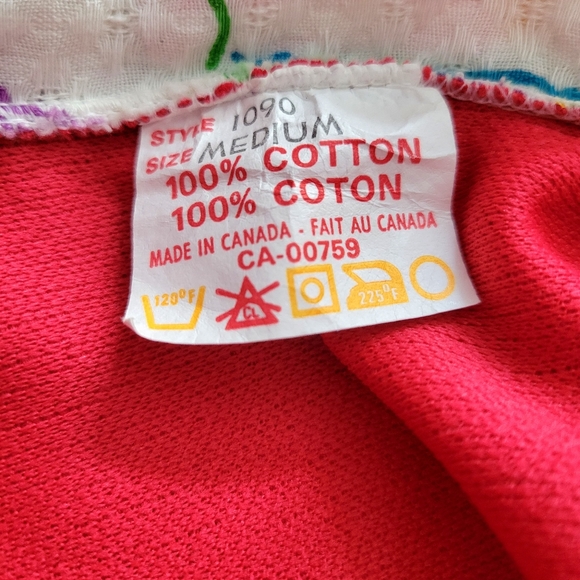 STYLE 1090
SIZE MEDIUM
100% COTTON
100% COTON
MADE IN CANADA - FAIT AU CANADA
CA-00759
120°F CL 225°F